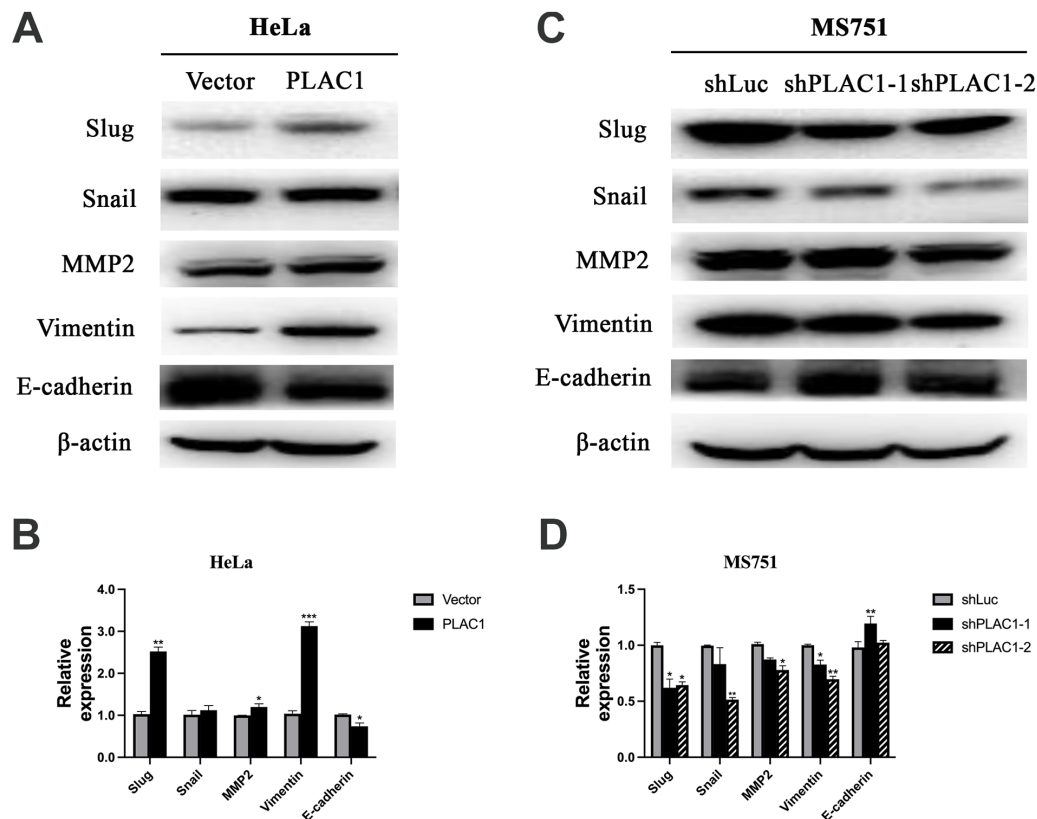 A
HeLa
Vector PLAC1
Slug
Snail
MMP2
Vimentin
E-cadherin
β-actin
C
MS751
shLuc shPLAC1-1 shPLAC1-2
Slug
Snail
MMP2
Vimentin
E-cadherin
β-actin
B
HeLa
Relative
expression
4.0
3.0
2.0
1.0
0.0
**
*
***
*
Slug
Snail
MMP2
Vimentin
E-cadherin
Vector
PLAC1
D
MS751
Relative
expression
1.5
1.0
0.5
0.0
* *
**
*
* **
**
Slug
Snail
MMP2
Vimentin
E-cadherin
shLuc
shPLAC1-1
shPLAC1-2